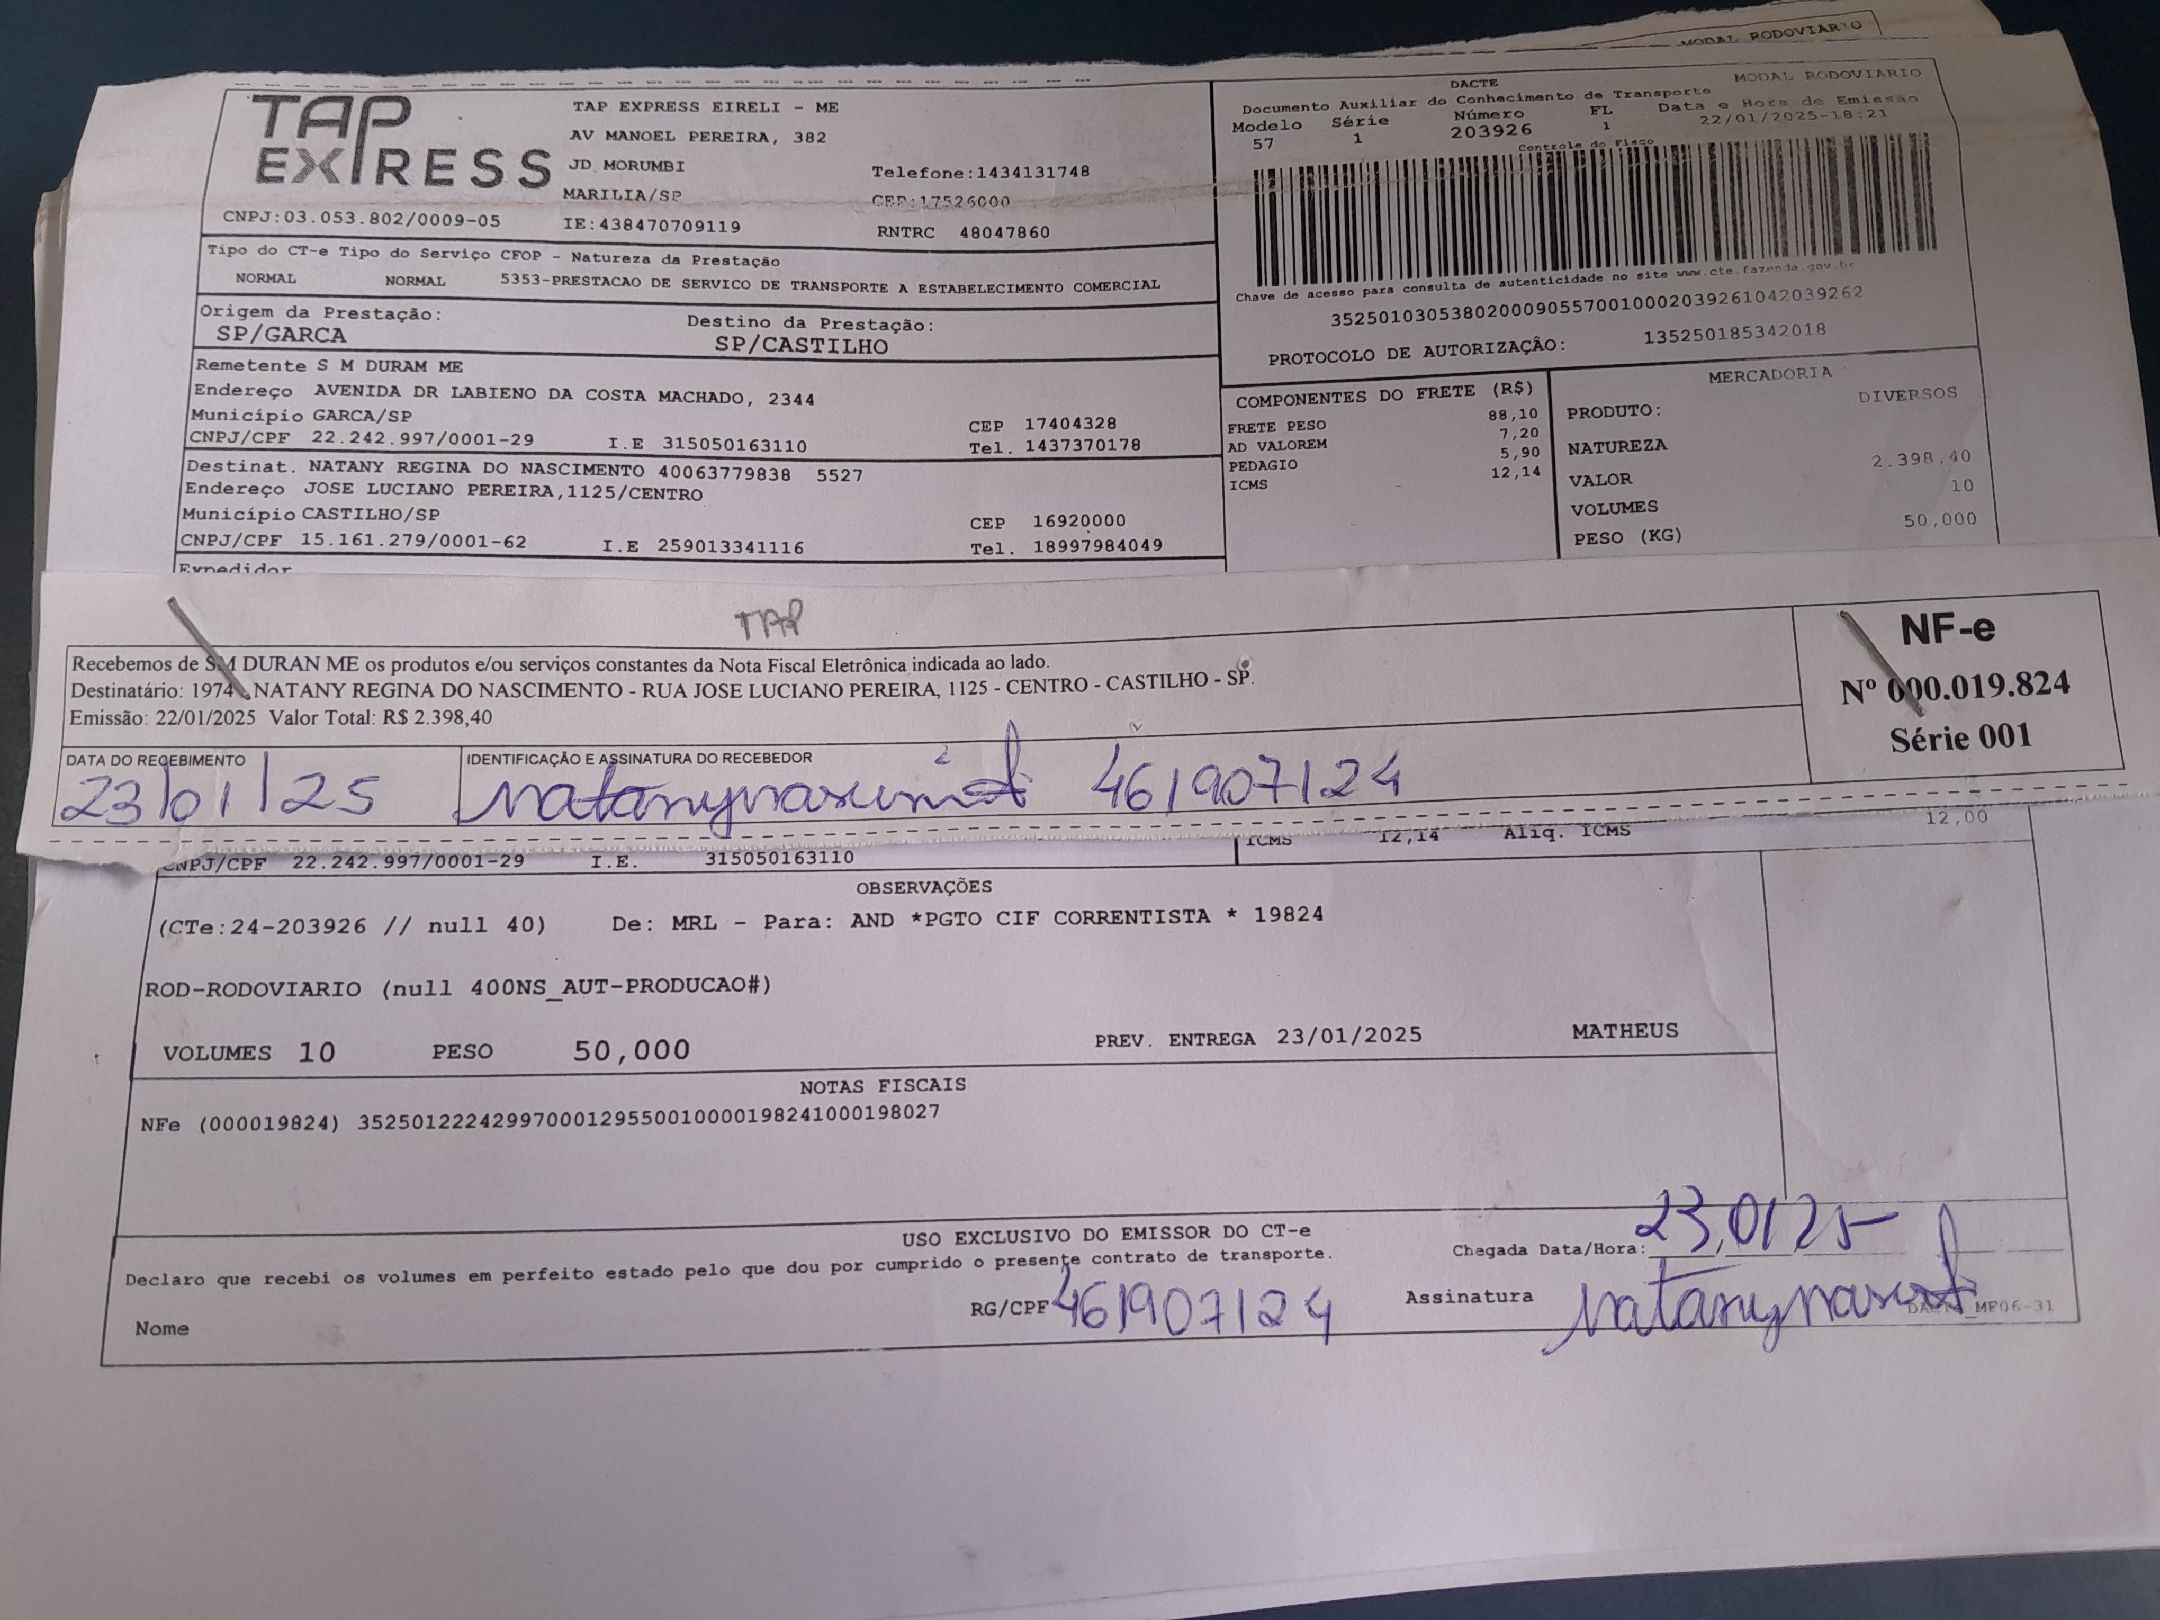 MODAL RODOVIARIO
TAP EXPRESS
TAP EXPRESS EIRELI - ME
AV MANOEL PEREIRA, 382
JD MORUMBI
Telefone:1434131748
MARILIA/SP
CEP:17526000
CNPJ:03.053.802/0009-05
IE:438470709119
RNTRC 48047860
DACTE
MODAL RODOVIARIO
Documento Auxiliar do Conhecimento de Transporte
Modelo Série Número FL Data e Hora de Emissão
57 1 203926 1 22/01/2025-18:21
Controle do Fisco
Chave de acesso para consulta de autenticidade no site www.cte.fazenda.gov.br
35250103053802000905570010002039261042039262
PROTOCOLO DE AUTORIZAÇÃO: 135250185342018
Tipo do CT-e Tipo do Serviço CFOP - Natureza da Prestação
NORMAL NORMAL 5353-PRESTACAO DE SERVICO DE TRANSPORTE A ESTABELECIMENTO COMERCIAL
Origem da Prestação: Destino da Prestação:
SP/GARCA SP/CASTILHO
Remetente S M DURAM ME
Endereço AVENIDA DR LABIENO DA COSTA MACHADO, 2344
Município GARCA/SP CEP 17404328
CNPJ/CPF 22.242.997/0001-29 I.E 315050163110 Tel. 1437370178
Destinat. NATANY REGINA DO NASCIMENTO 40063779838 5527
Endereço JOSE LUCIANO PEREIRA,1125/CENTRO
Município CASTILHO/SP CEP 16920000
CNPJ/CPF 15.161.279/0001-62 I.E 259013341116 Tel. 18997984049
Expedidor
COMPONENTES DO FRETE (R$)
FRETE PESO 88,10
AD VALOREM 7,20
PEDAGIO 5,90
ICMS 12,14
MERCADORIA
PRODUTO: DIVERSOS
NATUREZA
VALOR 2.398,40
VOLUMES 10
PESO (KG) 50,000
TAP
Recebemos de SM DURAN ME os produtos e/ou serviços constantes da Nota Fiscal Eletrônica indicada ao lado.
Destinatário: 1974 - NATANY REGINA DO NASCIMENTO - RUA JOSE LUCIANO PEREIRA, 1125 - CENTRO - CASTILHO - SP.
Emissão: 22/01/2025 Valor Total: R$ 2.398,40
NF-e
Nº 000.019.824
Série 001
DATA DO RECEBIMENTO
23/01/25
IDENTIFICAÇÃO E ASSINATURA DO RECEBEDOR
461907124
CNPJ/CPF 22.242.997/0001-29 I.E. 315050163110
ICMS 12,14 Aliq. ICMS 12,00
OBSERVAÇÕES
(CTe:24-203926 // null 40) De: MRL - Para: AND *PGTO CIF CORRENTISTA * 19824
ROD-RODOVIARIO (null 400NS_AUT-PRODUCAO#)
VOLUMES 10 PESO 50,000 PREV. ENTREGA 23/01/2025 MATHEUS
NOTAS FISCAIS
NFe (000019824) 35250122242997000129550010000198241000198027
USO EXCLUSIVO DO EMISSOR DO CT-e
Declaro que recebi os volumes em perfeito estado pelo que dou por cumprido o presente contrato de transporte.
Chegada Data/Hora: 23,01 25
Nome
RG/CPF 461907124
Assinatura